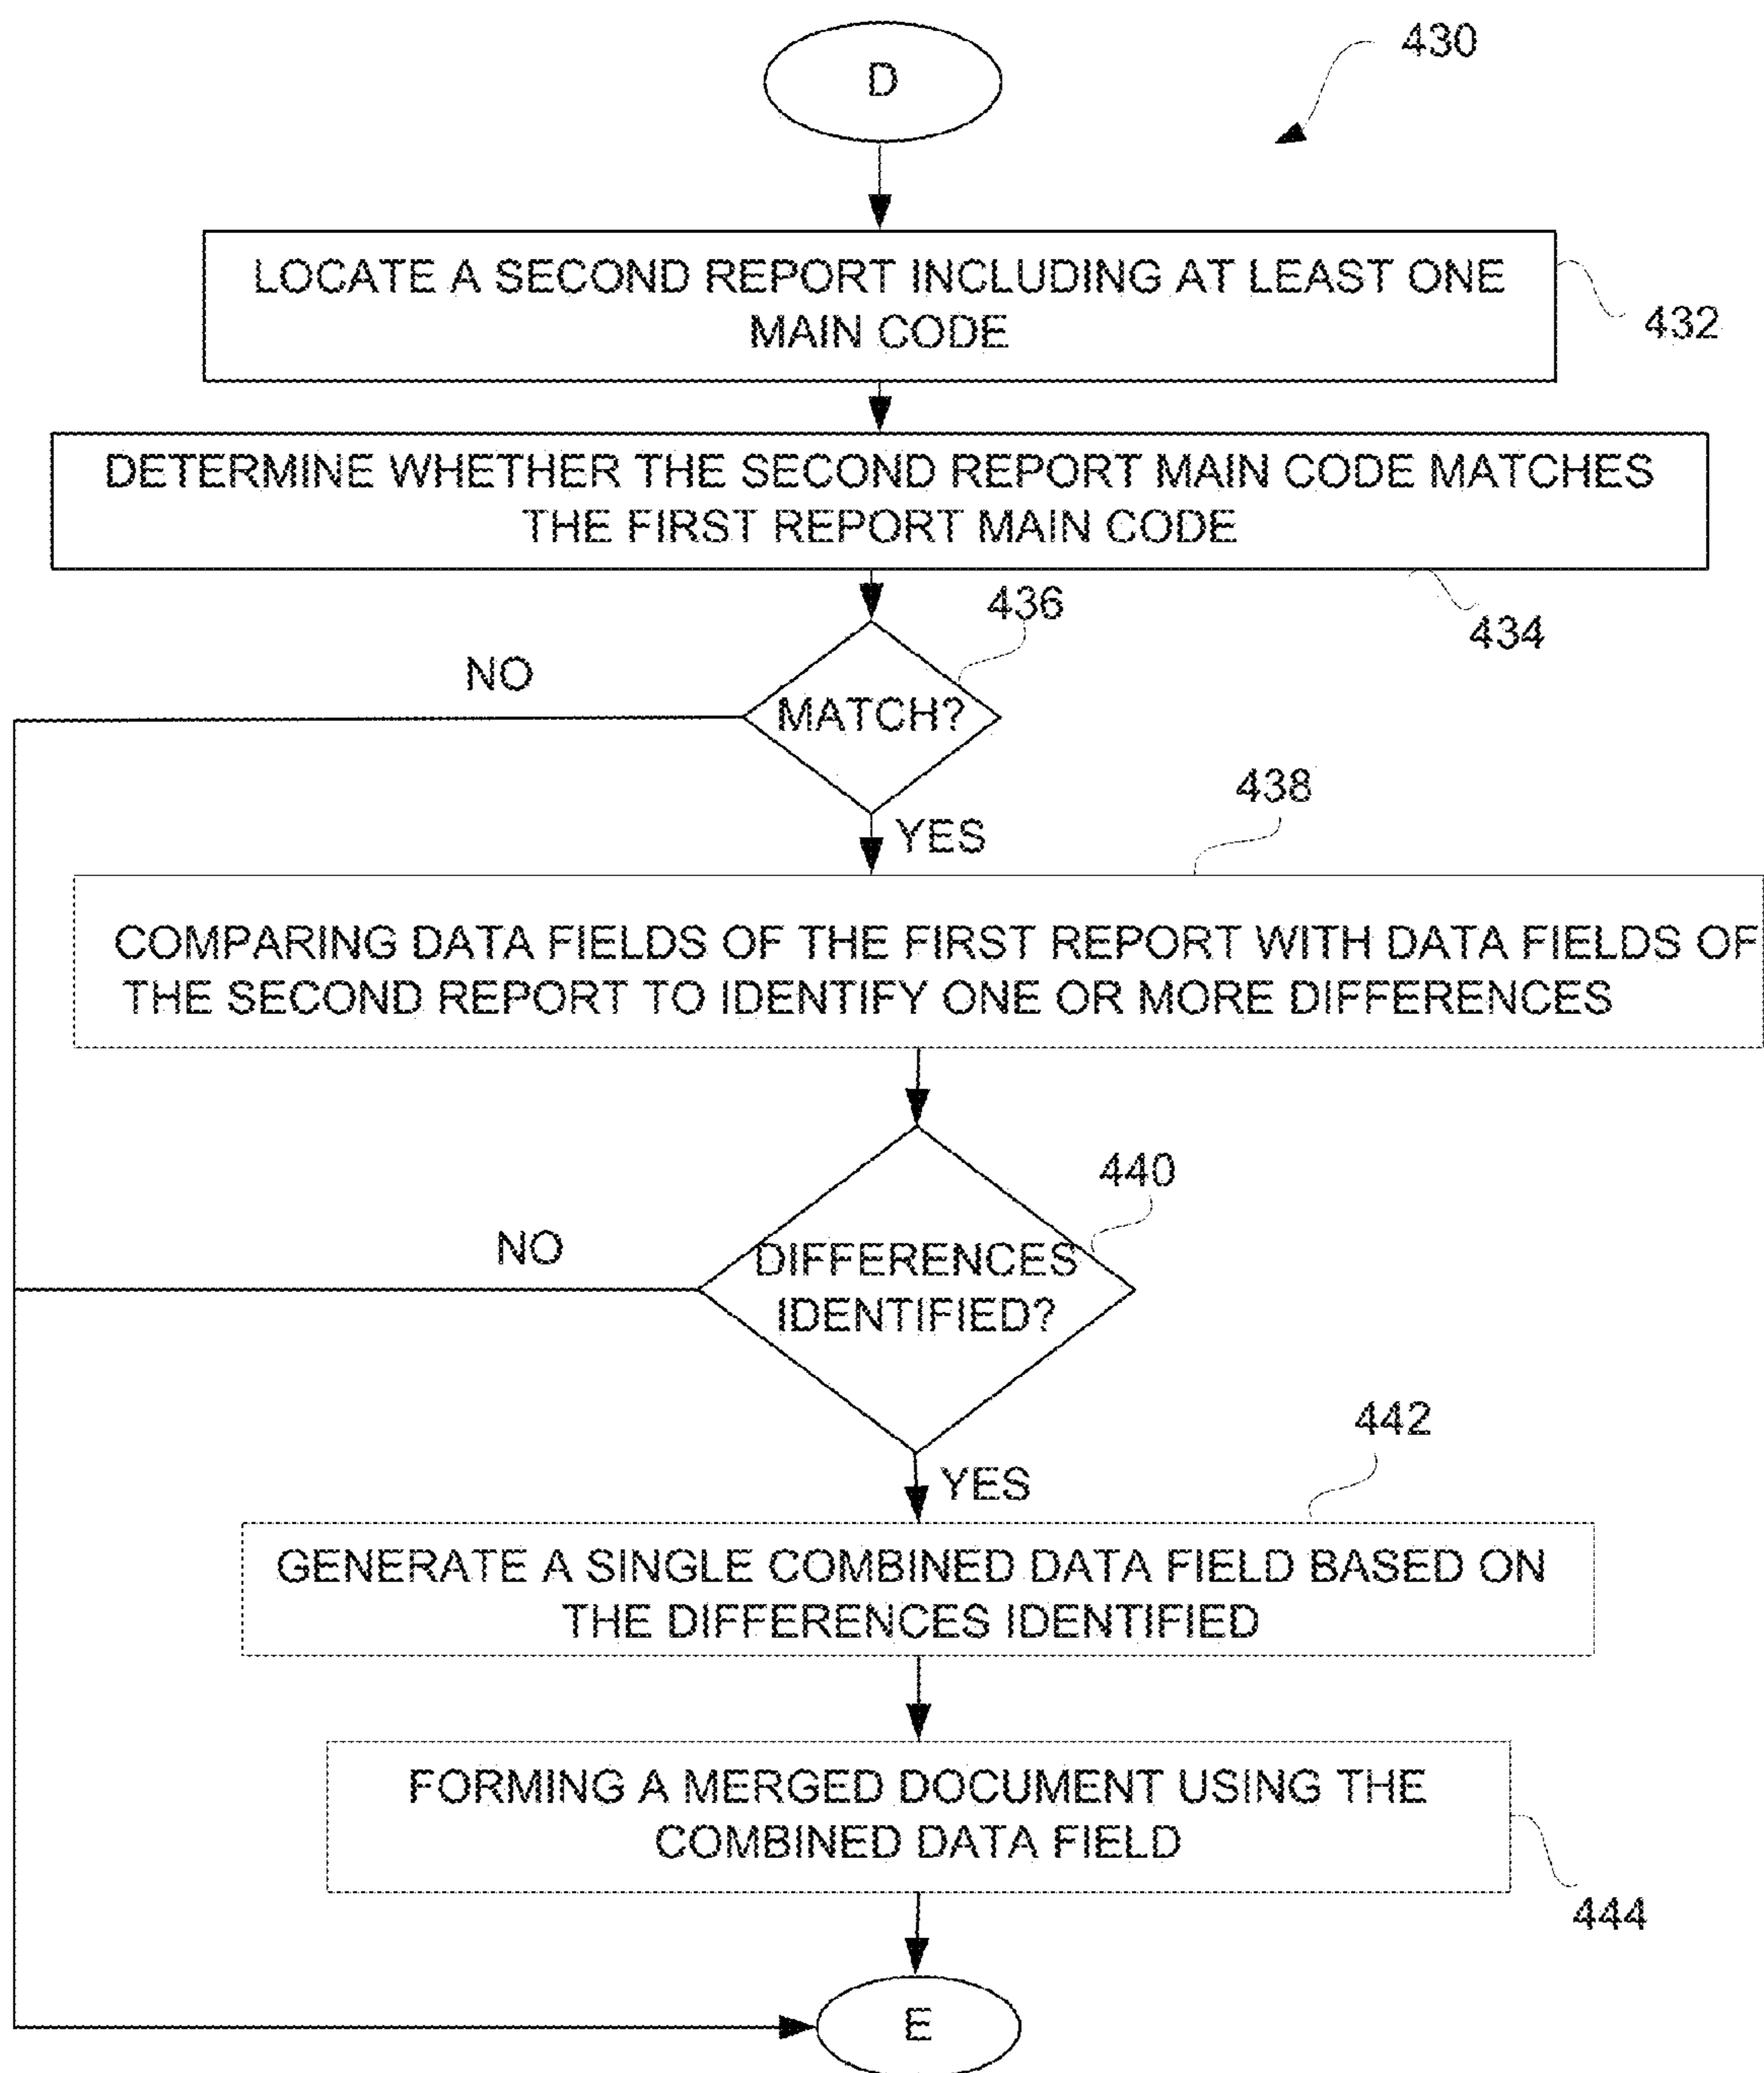 D
430
LOCATE A SECOND REPORT INCLUDING AT LEAST ONE
MAIN CODE
432
DETERMINE WHETHER THE SECOND REPORT MAIN CODE MATCHES
THE FIRST REPORT MAIN CODE
434
436
NO
MATCH?
YES
438
COMPARING DATA FIELDS OF THE FIRST REPORT WITH DATA FIELDS OF
THE SECOND REPORT TO IDENTIFY ONE OR MORE DIFFERENCES
440
NO
DIFFERENCES
IDENTIFIED?
YES
442
GENERATE A SINGLE COMBINED DATA FIELD BASED ON
THE DIFFERENCES IDENTIFIED
FORMING A MERGED DOCUMENT USING THE
COMBINED DATA FIELD
444
E